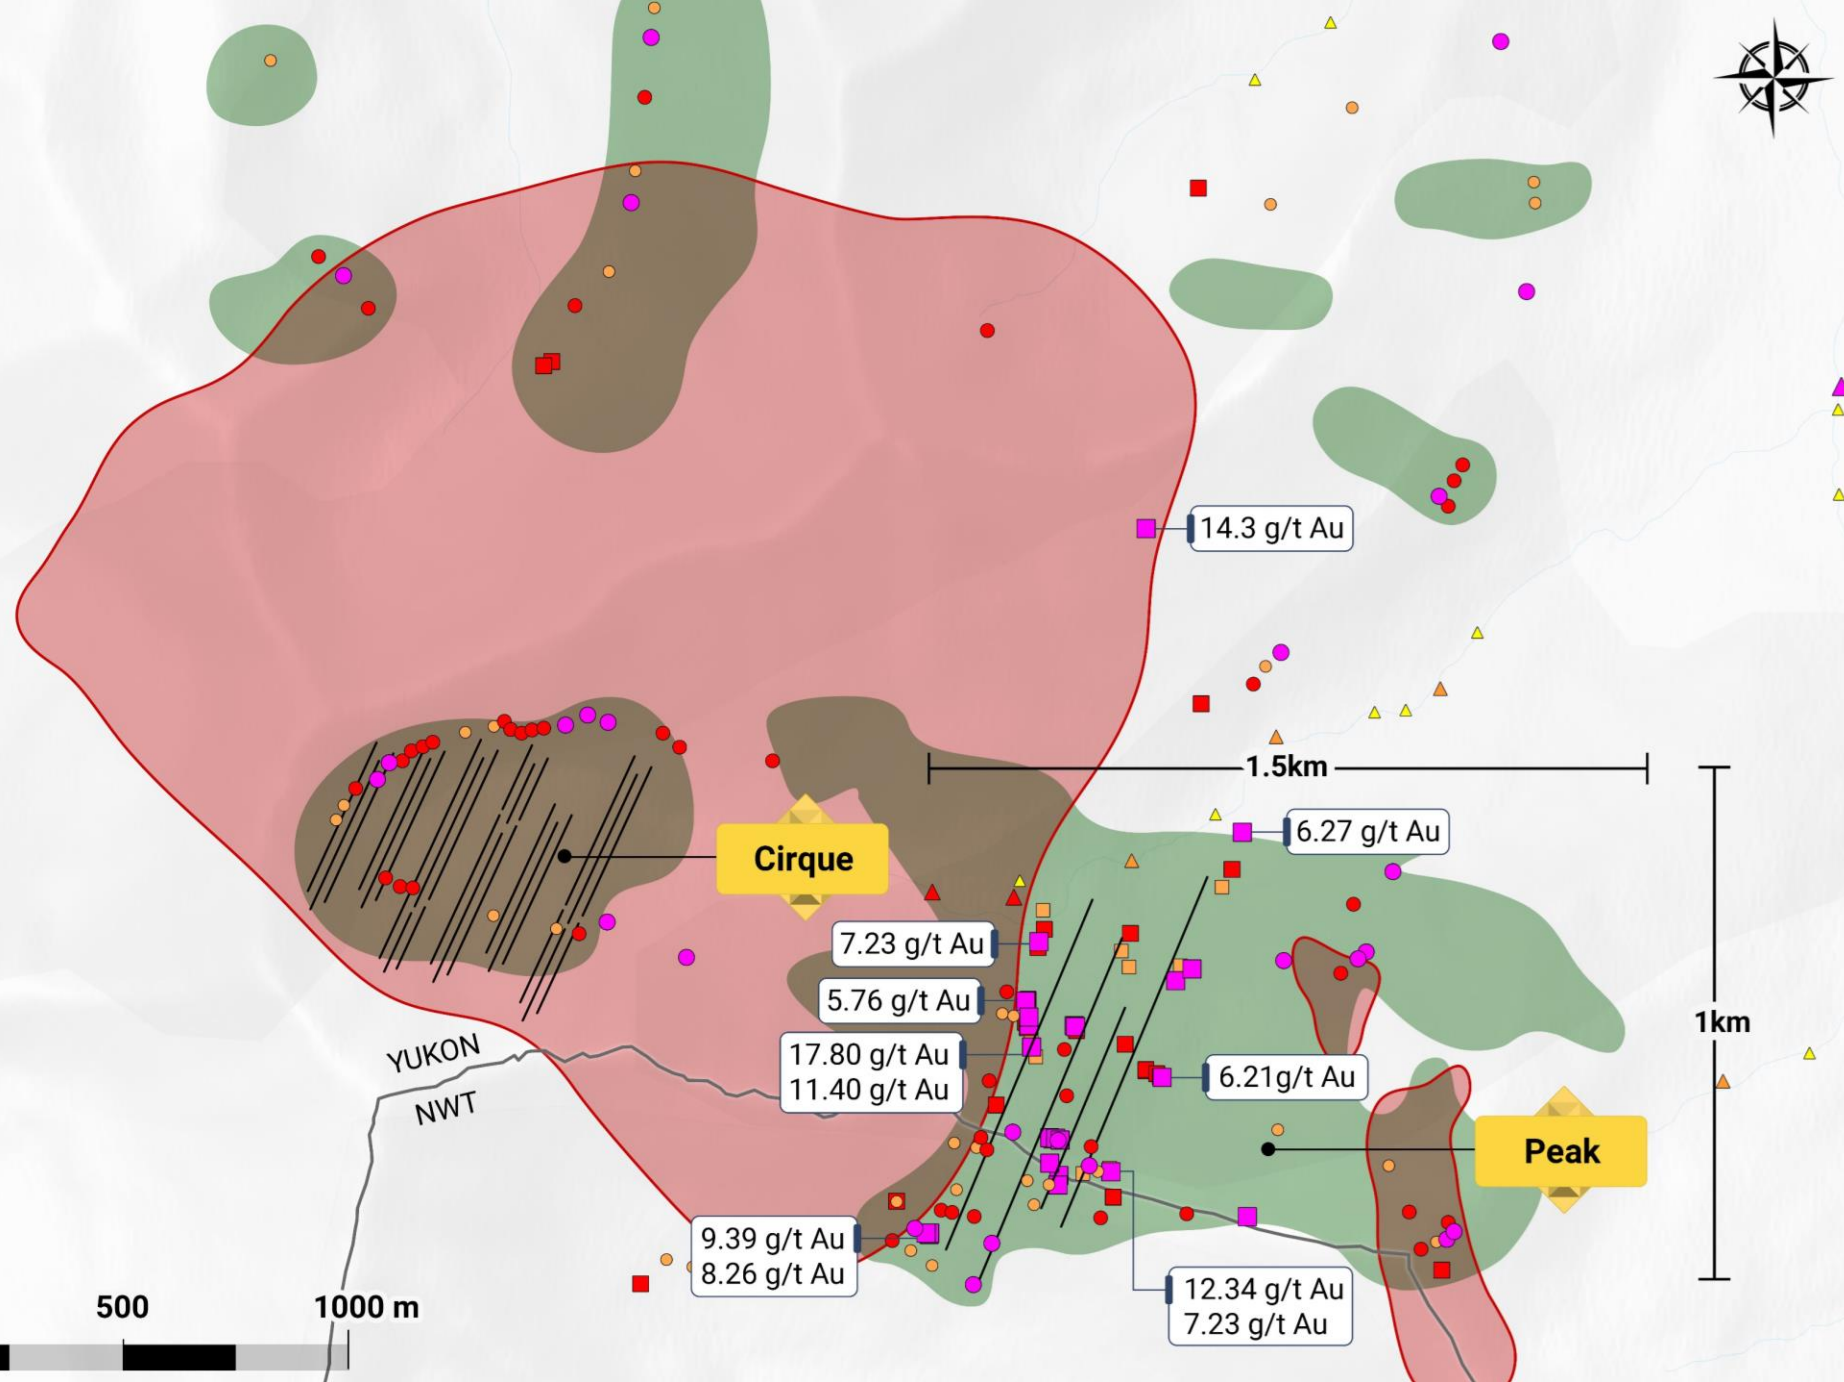 14.3 g/t Au
1.5km
6.27 g/t Au
Cirque
7.23 g/t Au
5.76 g/t Au
1km
YUKON
17.80 g/t Au
11.40 g/t Au
6.21g/t Au
NWT
Peak
9.39 g/t Au
8.26 g/t Au
12.34 g/t Au
7.23 g/t Au
500
1000 m